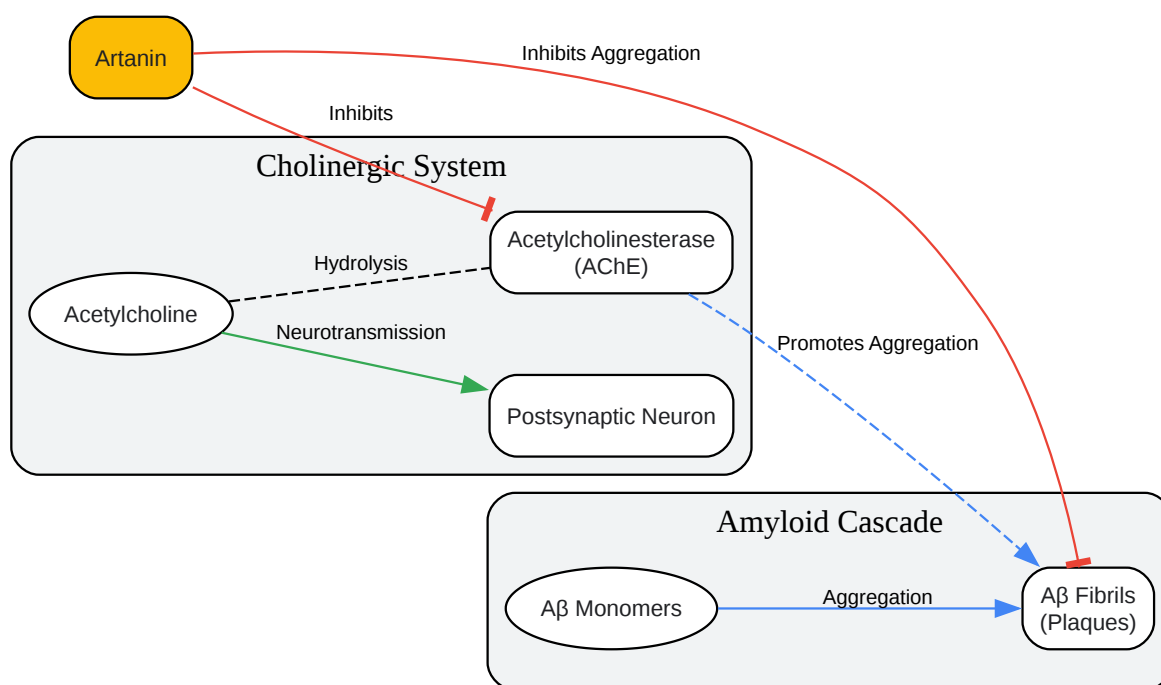 Artanin
Inhibits Aggregation
Inhibits
Cholinergic System
Acetylcholinesterase
(AChE)
Hydrolysis
Acetylcholine
Neurotransmission
Promotes Aggregation
Postsynaptic Neuron
Amyloid Cascade
Aβ Monomers
Aggregation
Aβ Fibrils
(Plaques)